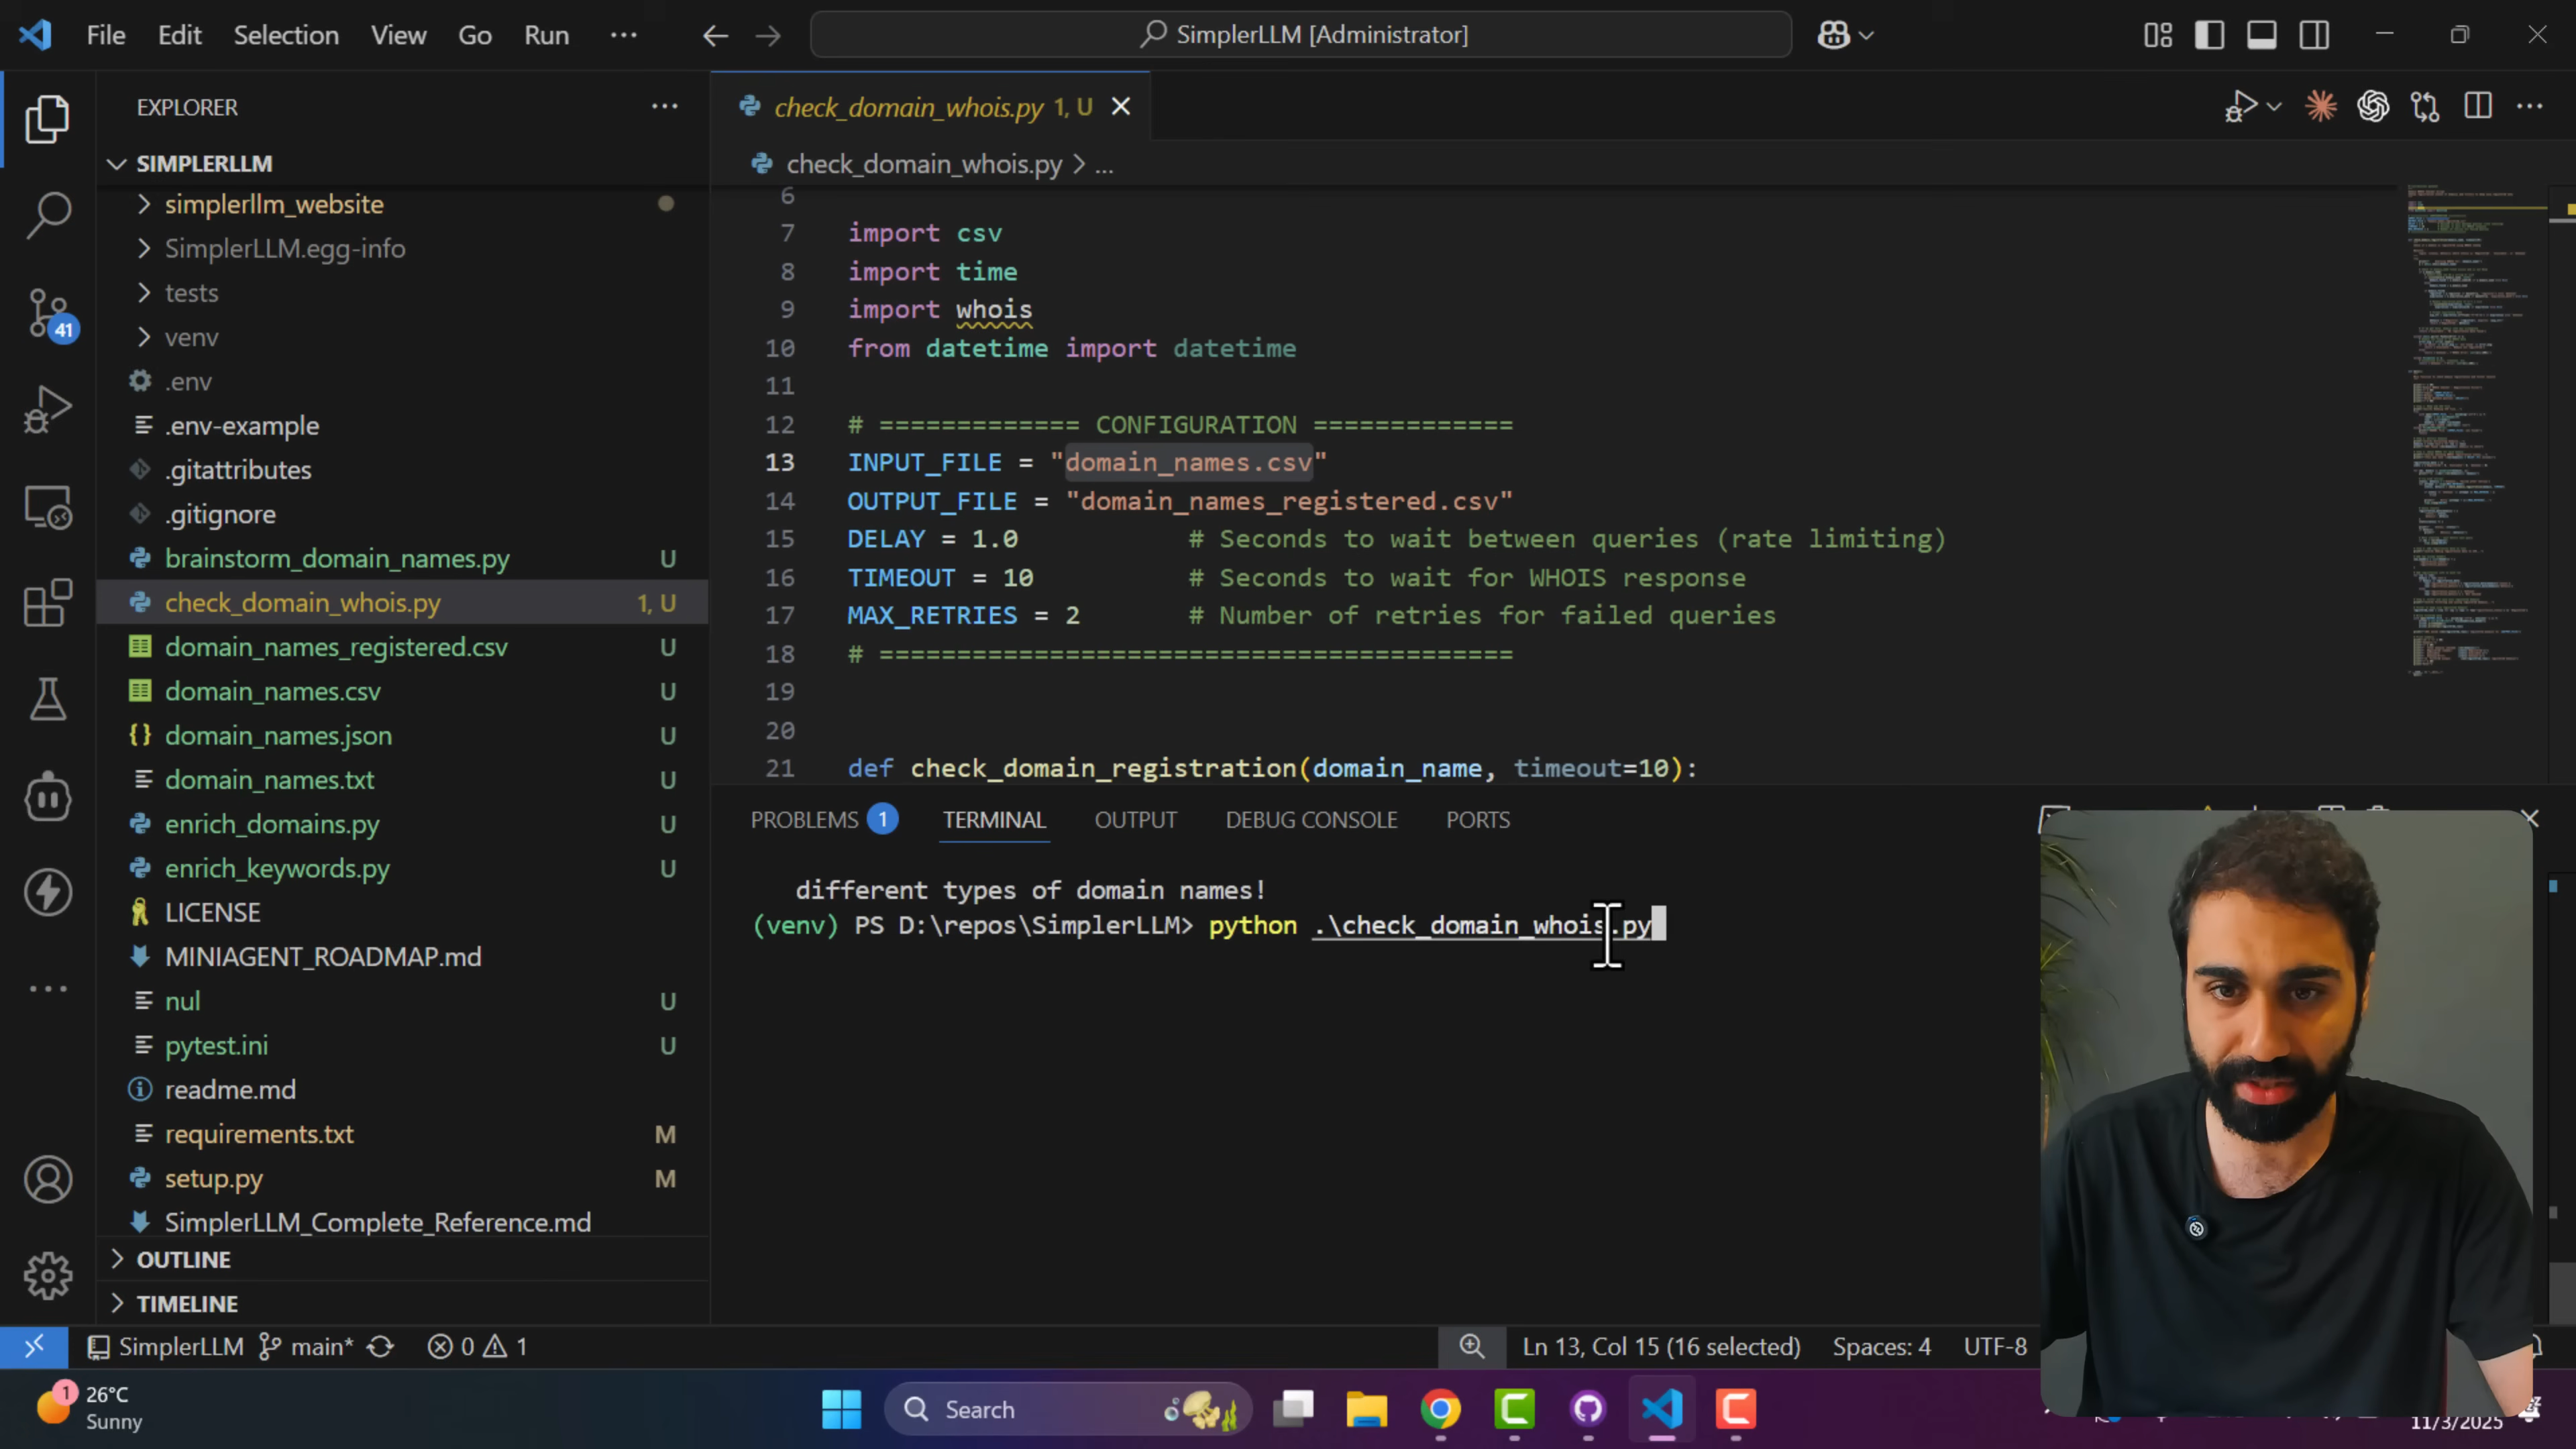 File Edit Selection View Go Run ...
SimplerLLM [Administrator]
EXPLORER
SIMPLERLLM
simplerllm_website
SimplerLLM.egg-info
tests
venv
.env
.env-example
.gitattributes
.gitignore
brainstorm_domain_names.py U
check_domain_whois.py 1, U
domain_names_registered.csv U
domain_names.csv U
domain_names.json U
domain_names.txt U
enrich_domains.py U
enrich_keywords.py U
LICENSE
MINIAGENT_ROADMAP.md
nul U
pytest.ini U
readme.md
requirements.txt M
setup.py M
SimplerLLM_Complete_Reference.md
OUTLINE
TIMELINE
41
check_domain_whois.py 1, U
check_domain_whois.py > ...
6
7 import csv
8 import time
9 import whois
10 from datetime import datetime
11
12 # ============= CONFIGURATION =============
13 INPUT_FILE = "domain_names.csv"
14 OUTPUT_FILE = "domain_names_registered.csv"
15 DELAY = 1.0 # Seconds to wait between queries (rate limiting)
16 TIMEOUT = 10 # Seconds to wait for WHOIS response
17 MAX_RETRIES = 2 # Number of retries for failed queries
18 # =========================================
19
20
21 def check_domain_registration(domain_name, timeout=10):
PROBLEMS 1 TERMINAL OUTPUT DEBUG CONSOLE PORTS
different types of domain names!
(venv) PS D:\repos\SimplerLLM> python .\check_domain_whois.py
SimplerLLM main* 0 1
Ln 13, Col 15 (16 selected) Spaces: 4 UTF-8
1
26°C
Sunny
Search
11/3/2025